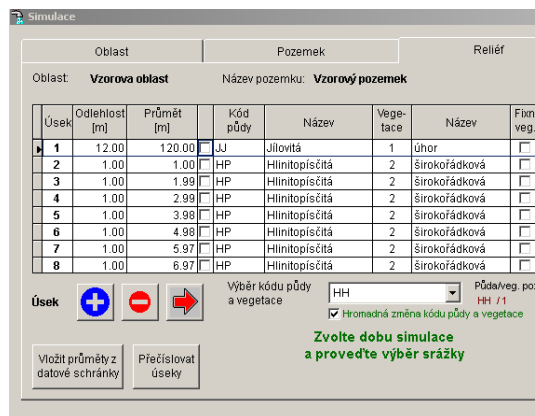 Simulace
Oblast Pozemek Reliéf
Oblast: Vzorova oblast Název pozemku: Vzorový pozemek
Úsek Odlehlost [m] Průmět [m] Kód půdy Název Vege-tace Název Fixn veg.
1 12.00 120.00 JJ Jílovitá 1 úhor
2 1.00 1.00 HP Hlinitopísčitá 2 širokořádková
3 1.00 1.99 HP Hlinitopísčitá 2 širokořádková
4 1.00 2.99 HP Hlinitopísčitá 2 širokořádková
5 1.00 3.98 HP Hlinitopísčitá 2 širokořádková
6 1.00 4.98 HP Hlinitopísčitá 2 širokořádková
7 1.00 5.97 HP Hlinitopísčitá 2 širokořádková
8 1.00 6.97 HP Hlinitopísčitá 2 širokořádková
Úsek
Výběr kódu půdy
a vegetace
HH
Půda/veg. poz
HH /1
Hromadná změna kódu půdy a vegetace
Zvolte dobu simulace
a proveďte výběr srážky
Vložit průměty z
datové schránky
Přečíslovat
úseky